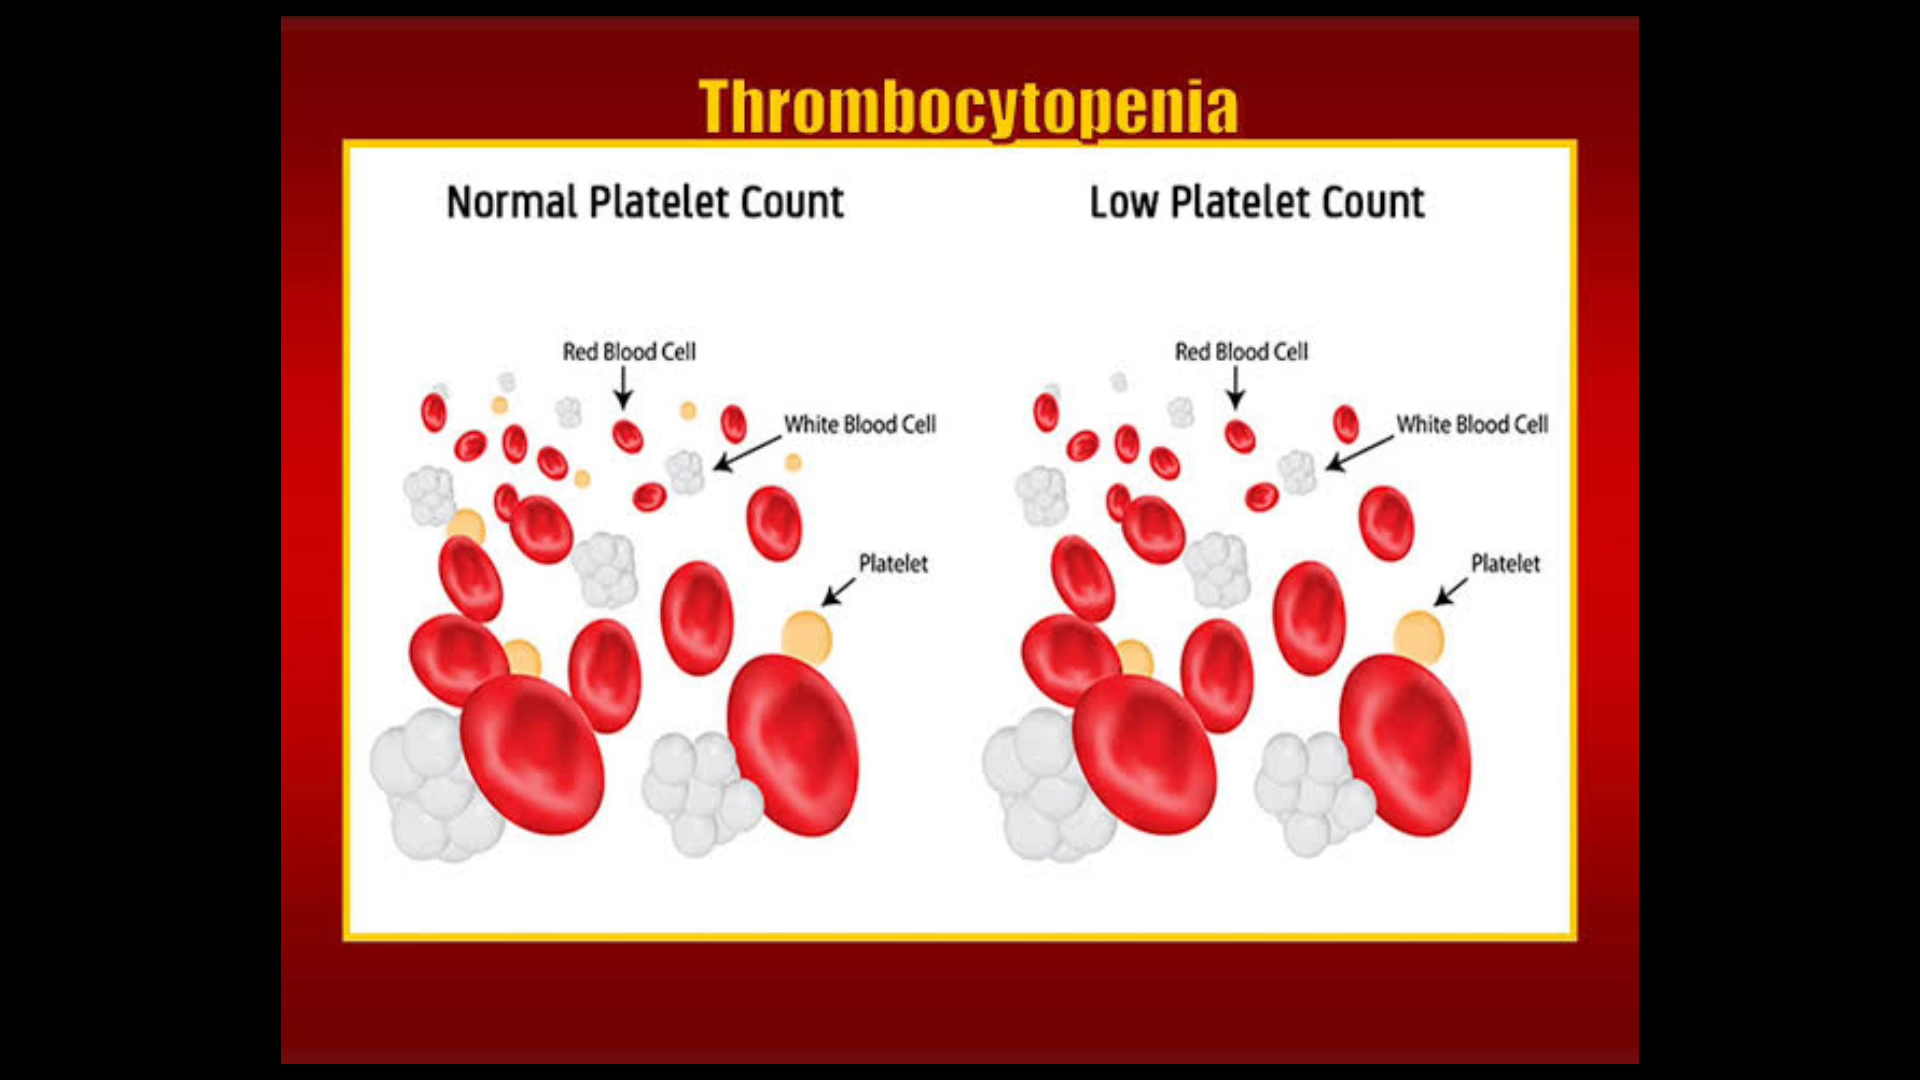 Thrombocytopenia
Normal Platelet Count
Red Blood Cell
White Blood Cell
Platelet
Low Platelet Count
Red Blood Cell
White Blood Cell
Platelet